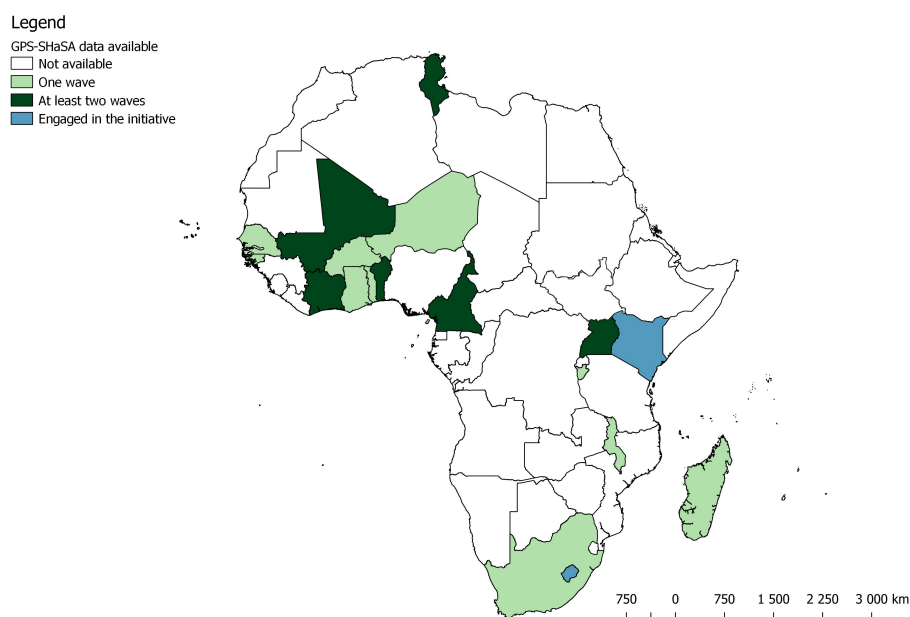 Legend
GPS-SHaSA data available
Not available
One wave
At least two waves
Engaged in the initiative
750 0 750 1 500 2 250 3 000 km